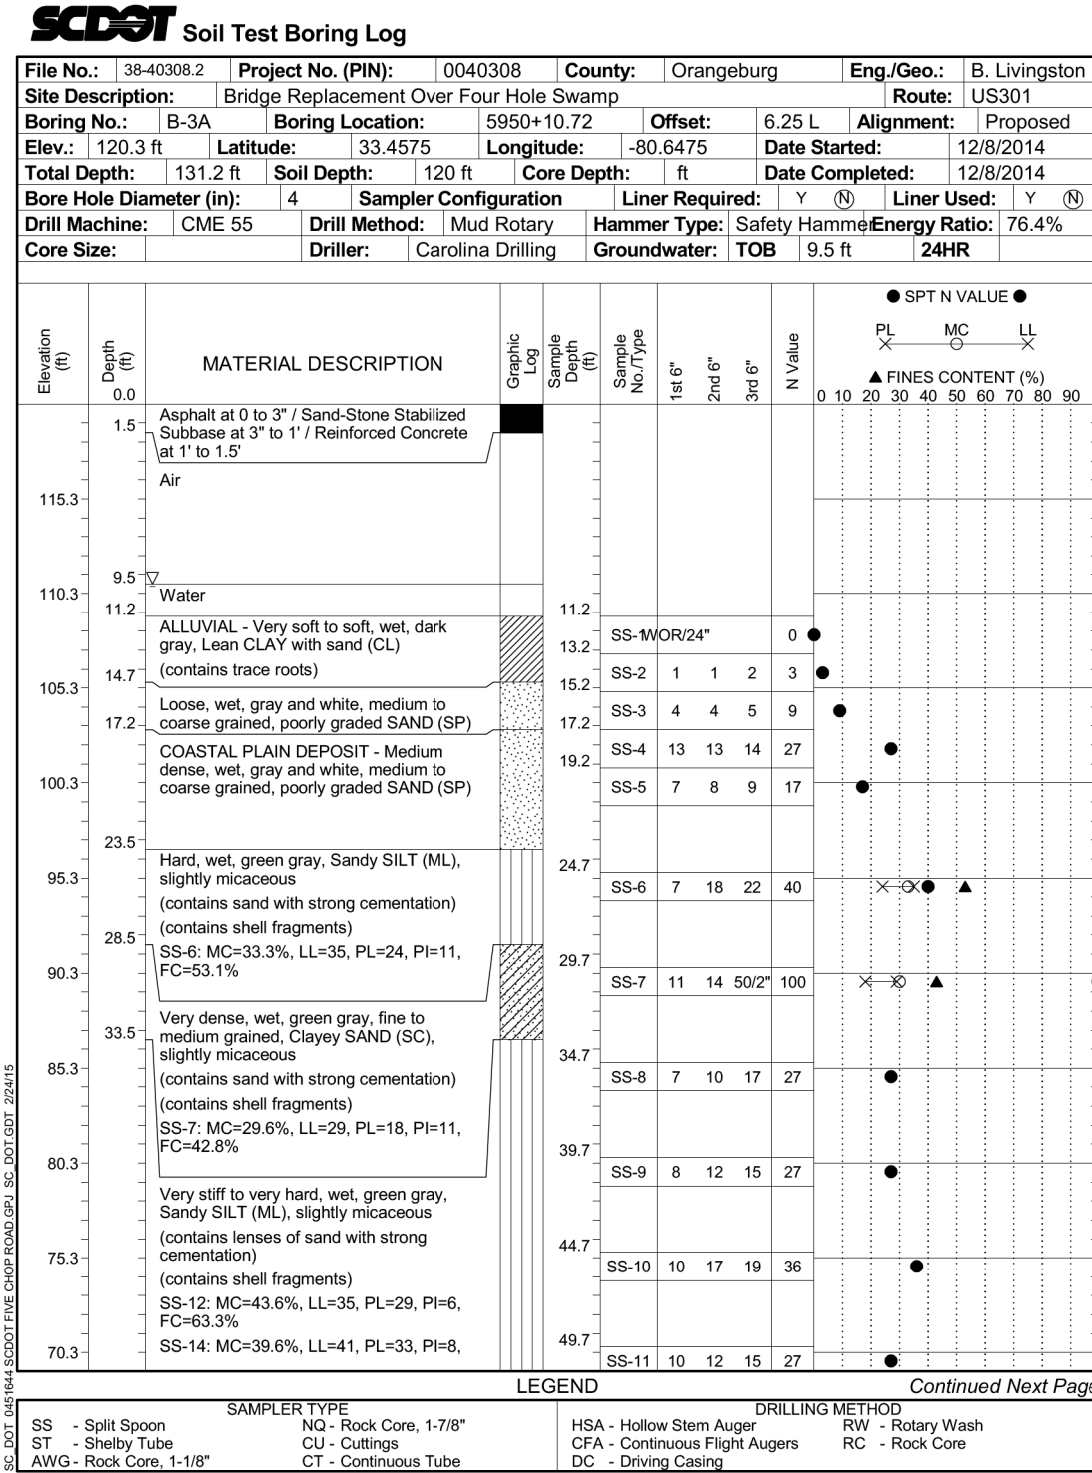 SCDOT Soil Test Boring Log
File No.: 38-40308.2 Project No. (PIN): 0040308 County: Orangeburg Eng./Geo.: B. Livingston
Site Description: Bridge Replacement Over Four Hole Swamp Route: US301
Boring No.: B-3A Boring Location: 5950+10.72 Offset: 6.25 L Alignment: Proposed
Elev.: 120.3 ft Latitude: 33.4575 Longitude: -80.6475 Date Started: 12/8/2014
Total Depth: 131.2 ft Soil Depth: 120 ft Core Depth: ft Date Completed: 12/8/2014
Bore Hole Diameter (in): 4 Sampler Configuration Liner Required: Y N Liner Used: Y N
Drill Machine: CME 55 Drill Method: Mud Rotary Hammer Type: Safety Hammer Energy Ratio: 76.4%
Core Size: Driller: Carolina Drilling Groundwater: TOB 9.5 ft 24HR
Elevation (ft)
Depth (ft)
0.0
MATERIAL DESCRIPTION
Graphic Log
Sample Depth (ft)
Sample No./Type
1st 6"
2nd 6"
3rd 6"
N Value
● SPT N VALUE ●
PL MC LL
▲ FINES CONTENT (%)
0 10 20 30 40 50 60 70 80 90
Asphalt at 0 to 3" / Sand-Stone Stabilized
1.5 Subbase at 3" to 1' / Reinforced Concrete
at 1' to 1.5'
Air
115.3
9.5
110.3 Water
11.2 11.2
ALLUVIAL - Very soft to soft, wet, dark
gray, Lean CLAY with sand (CL)
SS-1 WOR/24" 0
13.2
(contains trace roots)
14.7 SS-2 1 1 2 3
105.3 15.2
Loose, wet, gray and white, medium to
coarse grained, poorly graded SAND (SP)
SS-3 4 4 5 9
17.2 17.2
COASTAL PLAIN DEPOSIT - Medium
dense, wet, gray and white, medium to
coarse grained, poorly graded SAND (SP)
SS-4 13 13 14 27
19.2
100.3 SS-5 7 8 9 17
23.5
Hard, wet, green gray, Sandy SILT (ML),
slightly micaceous
24.7
95.3 SS-6 7 18 22 40
(contains sand with strong cementation)
(contains shell fragments)
28.5
SS-6: MC=33.3%, LL=35, PL=24, PI=11,
FC=53.1%
29.7
90.3 SS-7 11 14 50/2" 100
Very dense, wet, green gray, fine to
33.5 medium grained, Clayey SAND (SC),
slightly micaceous
34.7
85.3 SS-8 7 10 17 27
(contains sand with strong cementation)
(contains shell fragments)
SS-7: MC=29.6%, LL=29, PL=18, PI=11,
FC=42.8%
39.7
80.3 SS-9 8 12 15 27
Very stiff to very hard, wet, green gray,
Sandy SILT (ML), slightly micaceous
(contains lenses of sand with strong
cementation)
44.7
75.3 SS-10 10 17 19 36
(contains shell fragments)
SS-12: MC=43.6%, LL=35, PL=29, PI=6,
FC=63.3%
SS-14: MC=39.6%, LL=41, PL=33, PI=8,
49.7
70.3 SS-11 10 12 15 27
LEGEND
Continued Next Page
SAMPLER TYPE
SS - Split Spoon NQ - Rock Core, 1-7/8"
ST - Shelby Tube CU - Cuttings
AWG - Rock Core, 1-1/8" CT - Continuous Tube
DRILLING METHOD
HSA - Hollow Stem Auger RW - Rotary Wash
CFA - Continuous Flight Augers RC - Rock Core
DC - Driving Casing
SC_DOT 0451644 SCDOT FIVE CHOP ROAD.GPJ SC_DOT.GDT 2/24/15